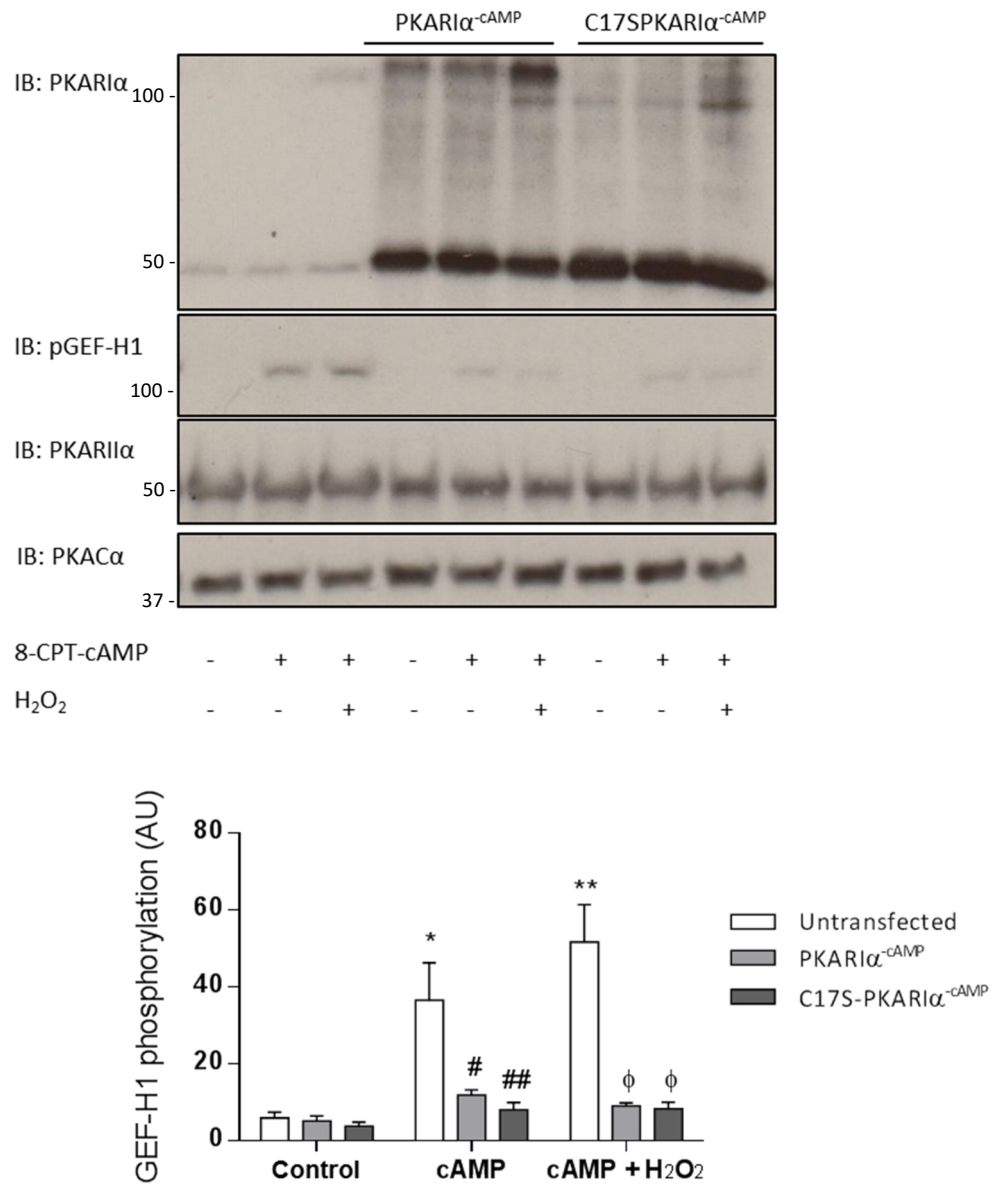 PKARIα-cAMP C17SPKARIα-cAMP
IB: PKARIα
100 -
50 -
IB: pGEF-H1
100 -
IB: PKARIIα
50 -
IB: PKACα
37 -
8-CPT-cAMP - + + - + + - + +
H2O2 - - + - - + - - +
GEF-H1 phosphorylation (AU)
80
60
40
20
0
*
#
##
**
ϕ
ϕ
Control cAMP cAMP + H2O2
Untransfected
PKARIα-cAMP
C17S-PKARIα-cAMP